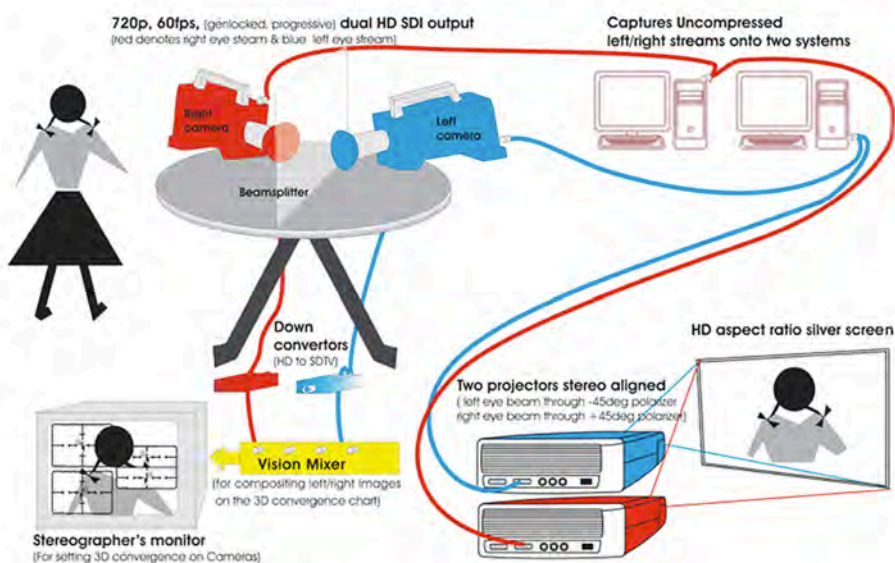 720p, 60fps, (genlocked, progressive) dual HD SDI output
(red denotes right eye steam & blue left eye stream)
Captures Uncompressed
left/right streams onto two systems
Right
camera
Left
camera
Beamsplitter
Down
convertors
(HD to SDTV)
HD aspect ratio silver screen
Two projectors stereo aligned
( left eye beam through -45deg polarizer
right eye beam through +45deg polarizer)
Vision Mixer
(for compositing left/right images
on the 3D convergence chart)
Stereographer's monitor
(For setting 3D convergence on Cameras)